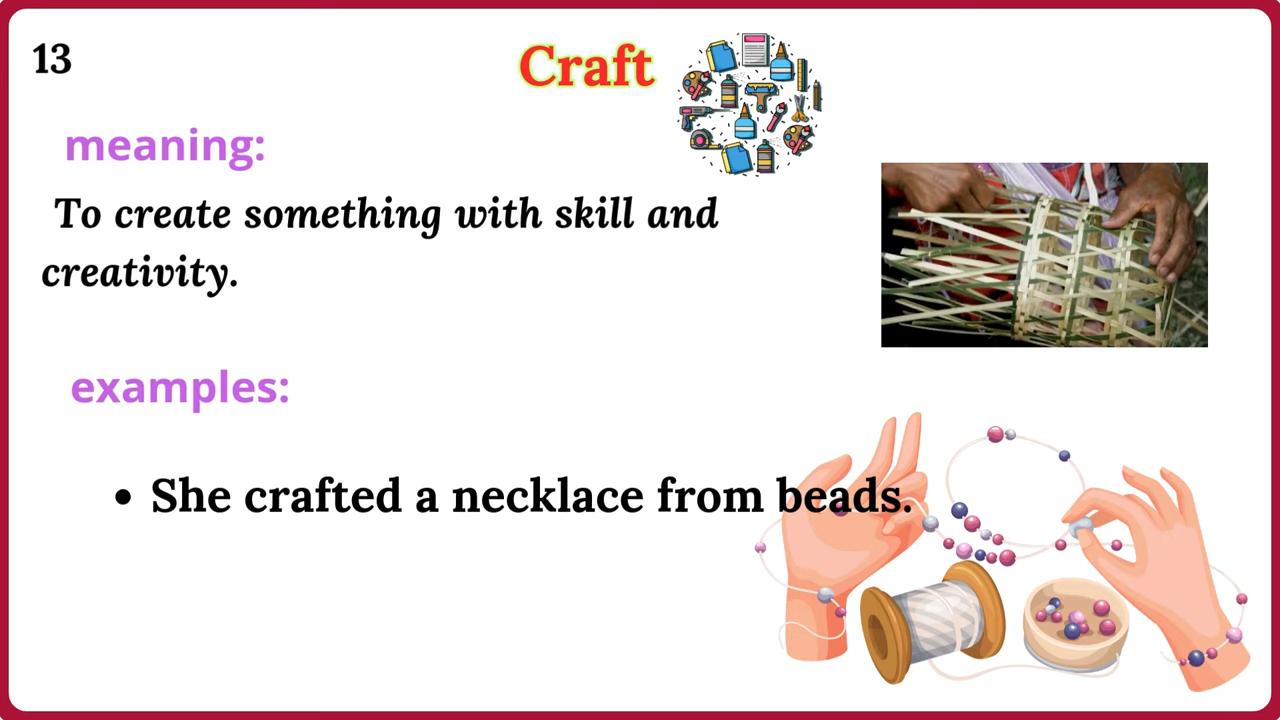 13
Craft
meaning:
To create something with skill and
creativity.
examples:
• She crafted a necklace from beads.